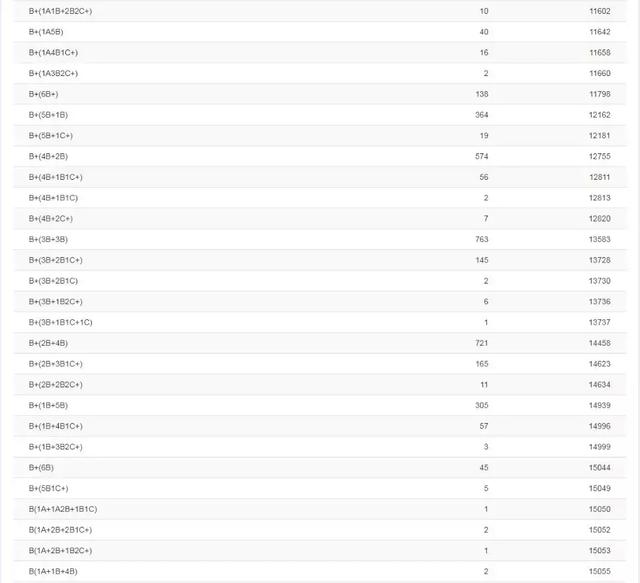 B+(1A1B+2B2C+) 10 11602
B+(1A5B) 40 11642
B+(1A4B1C+) 16 11658
B+(1A3B2C+) 2 11660
B+(6B+) 138 11798
B+(5B+1B) 364 12162
B+(5B+1C+) 19 12181
B+(4B+2B) 574 12755
B+(4B+1B1C+) 56 12811
B+(4B+1B1C) 2 12813
B+(4B+2C+) 7 12820
B+(3B+3B) 763 13583
B+(3B+2B1C+) 145 13728
B+(3B+2B1C) 2 13730
B+(3B+1B2C+) 6 13736
B+(3B+1B1C+1C) 1 13737
B+(2B+4B) 721 14458
B+(2B+3B1C+) 165 14623
B+(2B+2B2C+) 11 14634
B+(1B+5B) 305 14939
B+(1B+4B1C+) 57 14996
B+(1B+3B2C+) 3 14999
B+(6B) 45 15044
B+(5B1C+) 5 15049
B(1A+1A2B+1B1C) 1 15050
B(1A+2B+2B1C+) 2 15052
B(1A+2B+1B2C+) 1 15053
B(1A+1B+4B) 2 15055